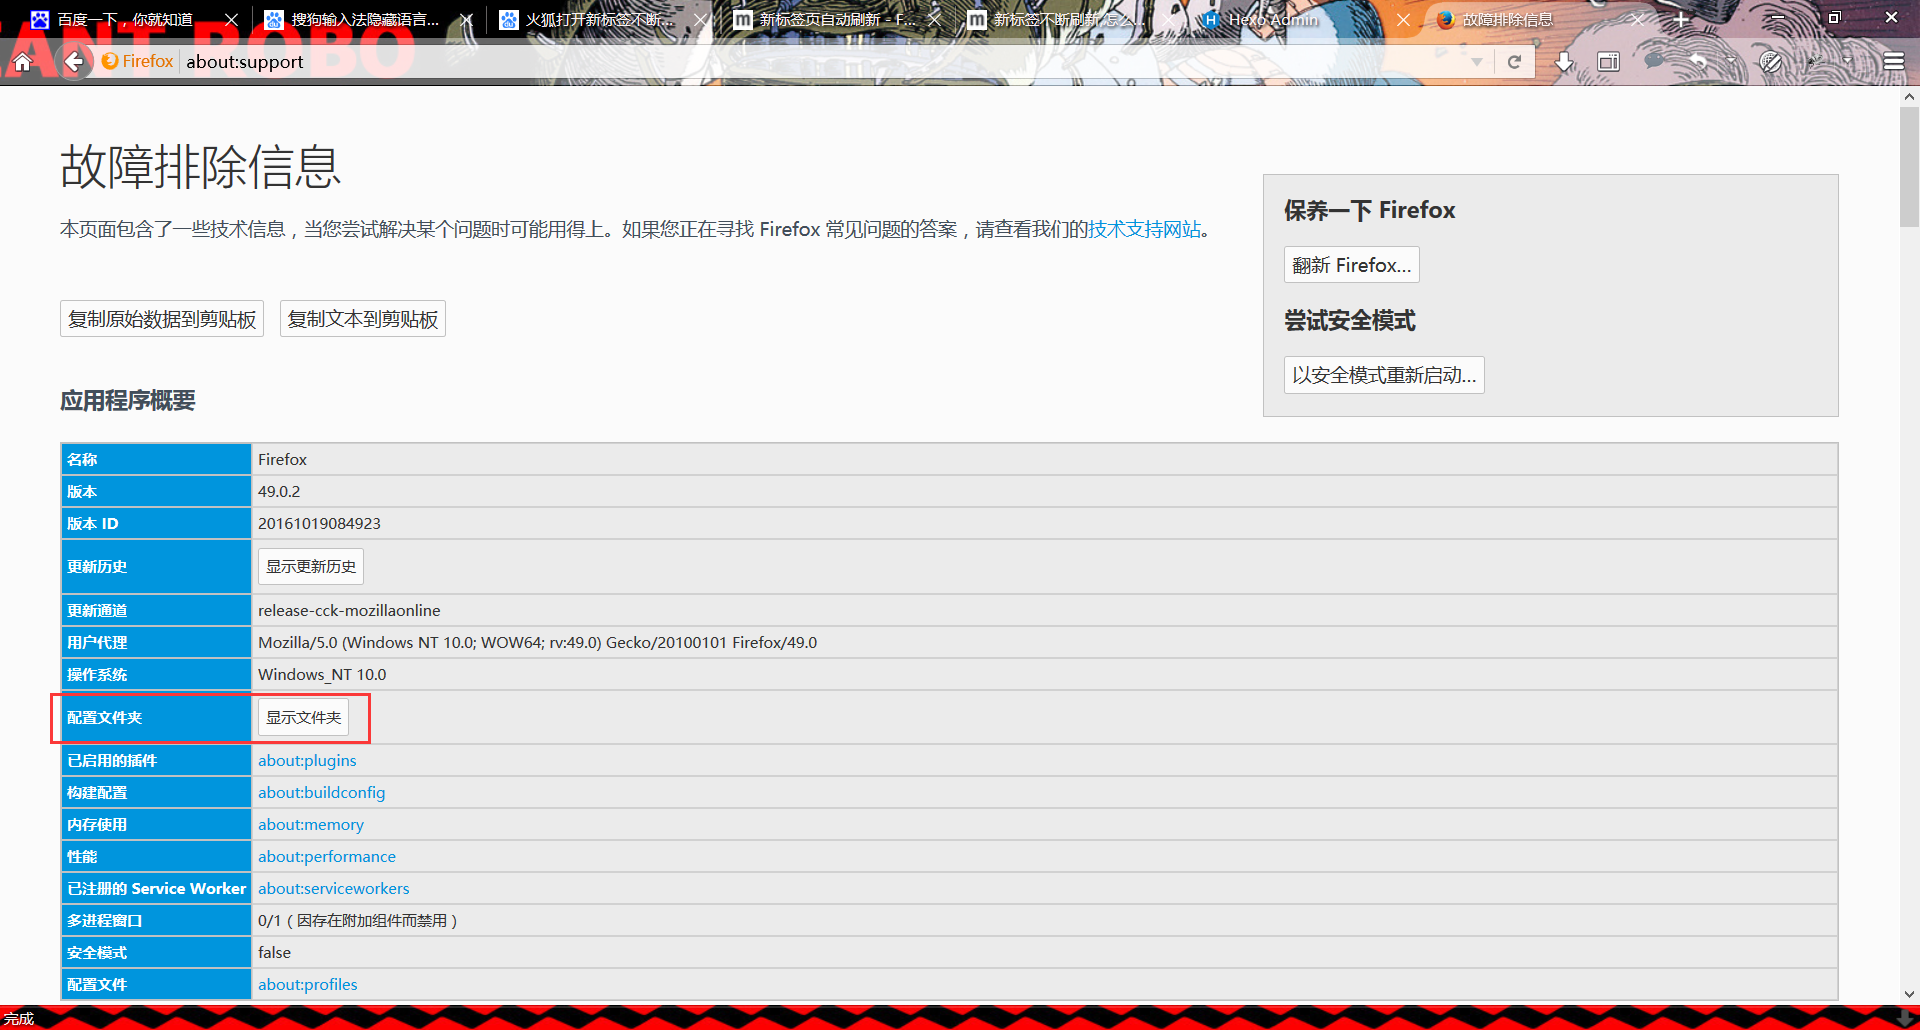 百度一下，你就知道
搜狗输入法隐藏语言...
火狐打开新标签不断...
新标签页自动刷新 - F...
新标签不断刷新 怎么...
Hexo Admin
故障排除信息
Firefox
about:support
故障排除信息
本页面包含了一些技术信息，当您尝试解决某个问题时可能用得上。如果您正在寻找 Firefox 常见问题的答案，请查看我们的技术支持网站。
复制原始数据到剪贴板
复制文本到剪贴板
保养一下 Firefox
翻新 Firefox...
尝试安全模式
以安全模式重新启动...
应用程序概要
名称 Firefox
版本 49.0.2
版本 ID 20161019084923
更新历史 显示更新历史
更新通道 release-cck-mozillaonline
用户代理 Mozilla/5.0 (Windows NT 10.0; WOW64; rv:49.0) Gecko/20100101 Firefox/49.0
操作系统 Windows_NT 10.0
配置文件夹 显示文件夹
已启用的插件 about:plugins
构建配置 about:buildconfig
内存使用 about:memory
性能 about:performance
已注册的 Service Worker about:serviceworkers
多进程窗口 0/1（因存在附加组件而禁用）
安全模式 false
配置文件 about:profiles
完成